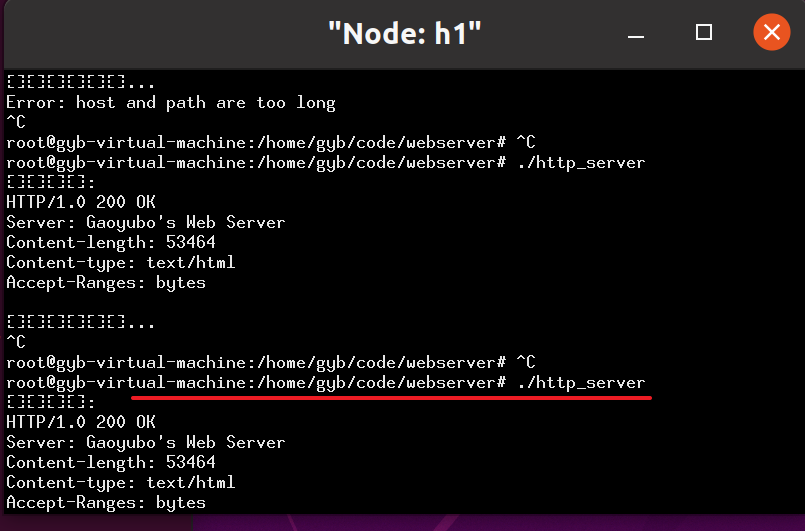 "Node: h1"
[][][][][][]...
Error: host and path are too long
^C
root@gyb-virtual-machine:/home/gyb/code/webserver# ^C
root@gyb-virtual-machine:/home/gyb/code/webserver# ./http_server
[][][][]:
HTTP/1.0 200 OK
Server: Gaoyubo's Web Server
Content-length: 53464
Content-type: text/html
Accept-Ranges: bytes
[][][][][][]...
^C
root@gyb-virtual-machine:/home/gyb/code/webserver# ^C
root@gyb-virtual-machine:/home/gyb/code/webserver# ./http_server
[][][][]:
HTTP/1.0 200 OK
Server: Gaoyubo's Web Server
Content-length: 53464
Content-type: text/html
Accept-Ranges: bytes